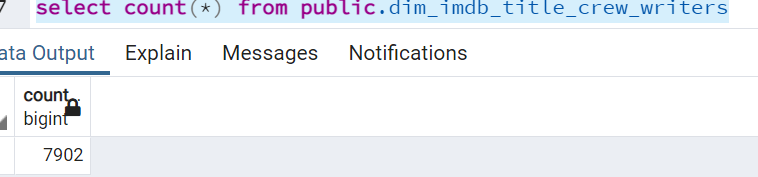 select count(*) from public.dim_imdb_title_crew_writers
ata Output Explain Messages Notifications
count
bigint
7902